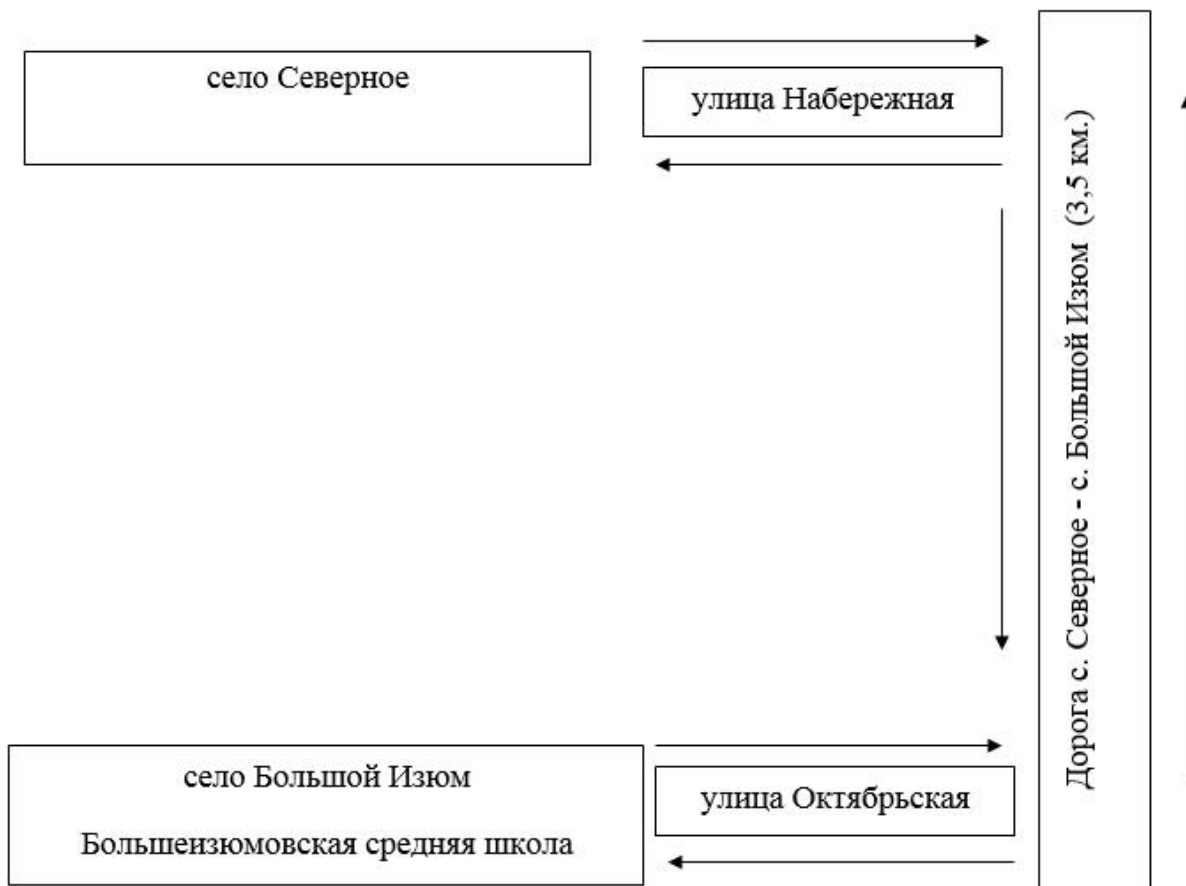 село Северное
улица Набережная
Дорога с. Северное - с. Большой Изюм (3,5 км.)
село Большой Изюм
Большеизюмовская средняя школа
улица Октябрьская